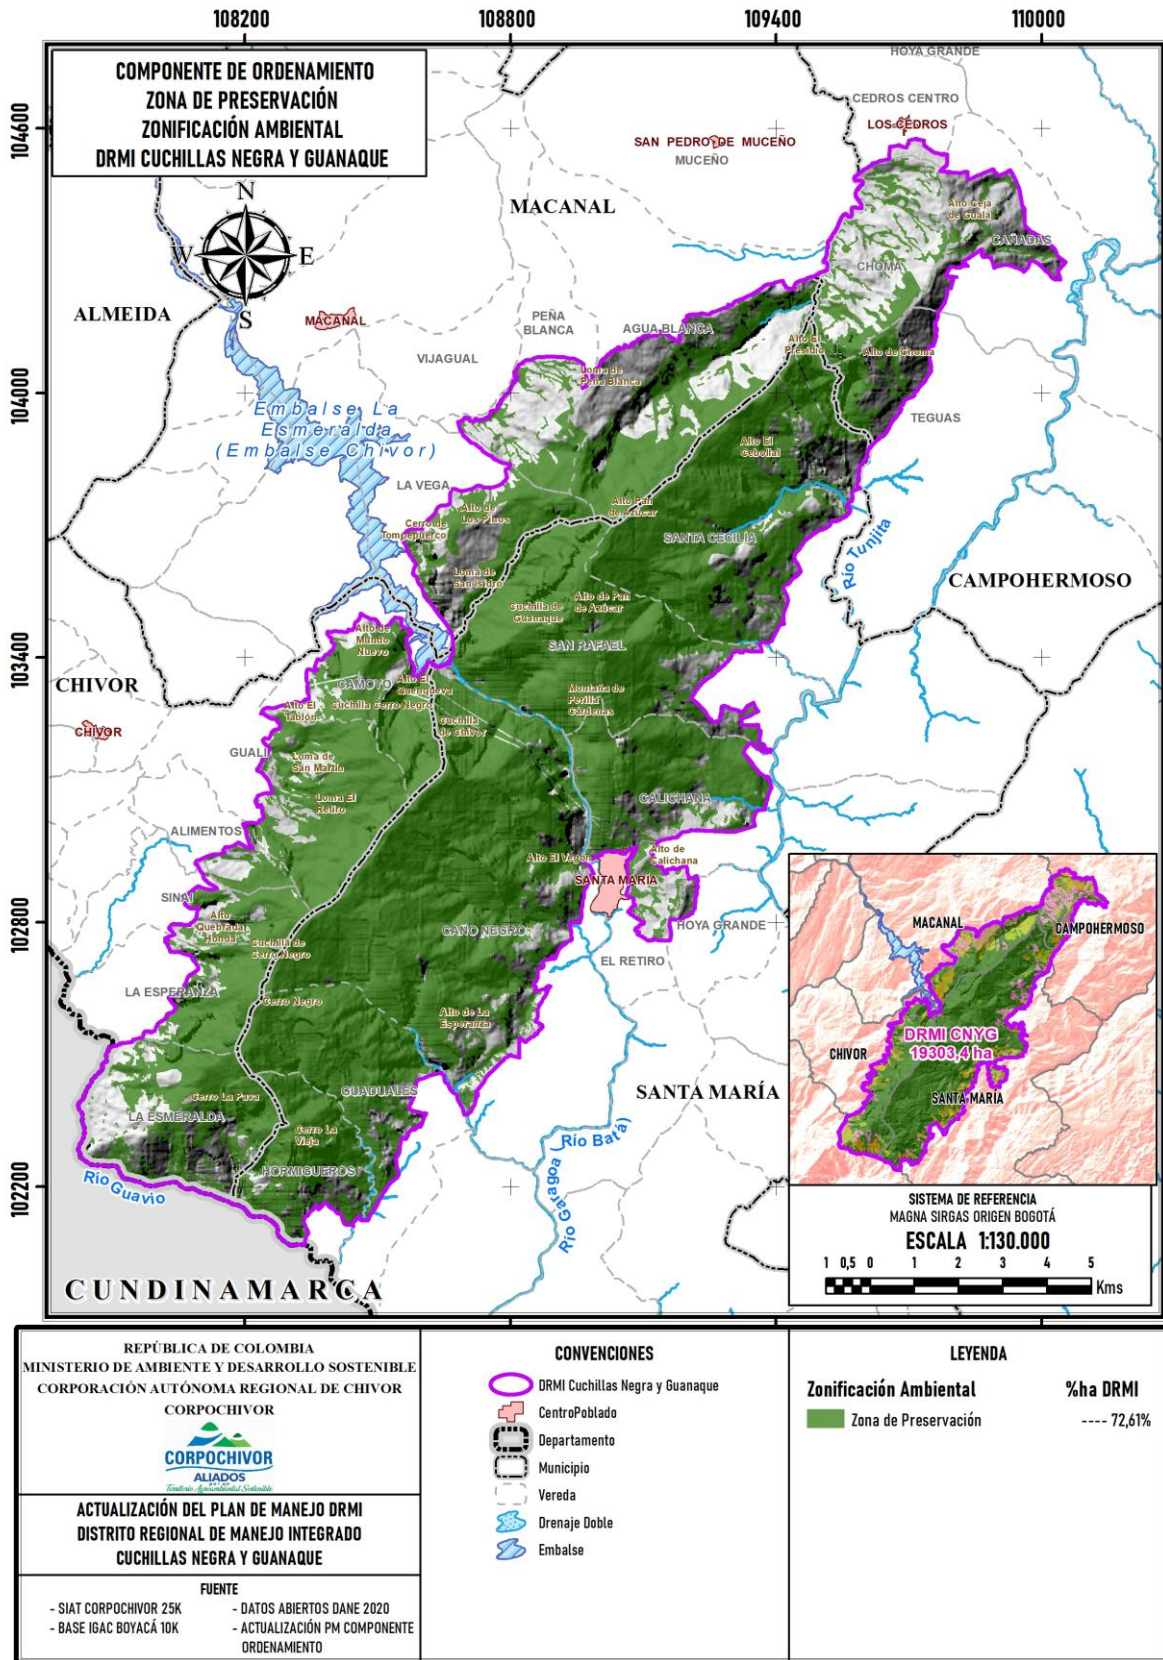 108200
108800
109400
110000
104600
104000
103400
102800
102200
COMPONENTE DE ORDENAMIENTO
ZONA DE PRESERVACIÓN
ZONIFICACIÓN AMBIENTAL
DRMI CUCHILLAS NEGRA Y GUANAQUE
N
W
E
S
HOYA GRANDE
CEDROS CENTRO
LOS CEDROS
SAN PEDRO DE MUCEÑO
MUCEÑO
MACANAL
Alto Ceja
de Guala
CAÑADAS
CHOMA
ALMEIDA
MACANAL
PEÑA
BLANCA
AGUA BLANCA
VIJAGUAL
Alto El
Presidio
Alto de Choma
Loma de
Peña Blanca
Embalse La
Esmeralda
(Embalse Chivor)
TEGUAS
Alto El
Cebollal
LA VEGA
Alto de
Los Pinos
Alto Pan
de Azúcar
Cerro de
Tompepuerco
SANTA CECILIA
Río Tunjita
Loma de
San Isidro
CAMPOHERMOSO
Cuchilla de
Guanaque
Alto de Pan
de Azúcar
Alto de
Mundo
Nuevo
SAN RAFAEL
CHIVOR
CAMOYO
Alto El
Quenqueva
Montaña de
Perilla
Cárdenas
Alto El
Tablón
Cuchilla Cerro Negro
Cuchilla
de Chivor
CHIVOR
GUALI
Loma de
San Martín
Loma El
Retiro
CALICHANA
ALIMENTOS
Alto El Vegón
Alto de
Calichana
SANTA MARÍA
SINAI
Alto
Quebrada
Honda
HOYA GRANDE
CAÑO NEGRO
Cuchilla de
Cerro Negro
EL RETIRO
LA ESPERANZA
Cerro Negro
Alto de La
Esperanza
SANTA MARÍA
GUADUALES
Cerro La Pava
LA ESMERALDA
Cerro La
Vieja
HORMIGUEROS
Río Guavio
Río Garagoa (Río Batá)
CUNDINAMARCA
MACANAL
CAMPOHERMOSO
DRMI CNYG
19303,4 ha
CHIVOR
SANTA MARÍA
SISTEMA DE REFERENCIA
MAGNA SIRGAS ORIGEN BOGOTÁ
ESCALA 1:130.000
1 0,5 0 1 2 3 4 5
Kms
REPÚBLICA DE COLOMBIA
MINISTERIO DE AMBIENTE Y DESARROLLO SOSTENIBLE
CORPORACIÓN AUTÓNOMA REGIONAL DE CHIVOR
CORPOCHIVOR
CORPOCHIVOR
ALIADOS
Territorio Agroambiental Sostenible
ACTUALIZACIÓN DEL PLAN DE MANEJO DRMI
DISTRITO REGIONAL DE MANEJO INTEGRADO
CUCHILLAS NEGRA Y GUANAQUE
FUENTE
- SIAT CORPOCHIVOR 25K
- BASE IGAC BOYACÁ 10K
- DATOS ABIERTOS DANE 2020
- ACTUALIZACIÓN PM COMPONENTE
ORDENAMIENTO
CONVENCIONES
DRMI Cuchillas Negra y Guanaque
CentroPoblado
Departamento
Municipio
Vereda
Drenaje Doble
Embalse
LEYENDA
Zonificación Ambiental %ha DRMI
Zona de Preservación ---- 72,61%